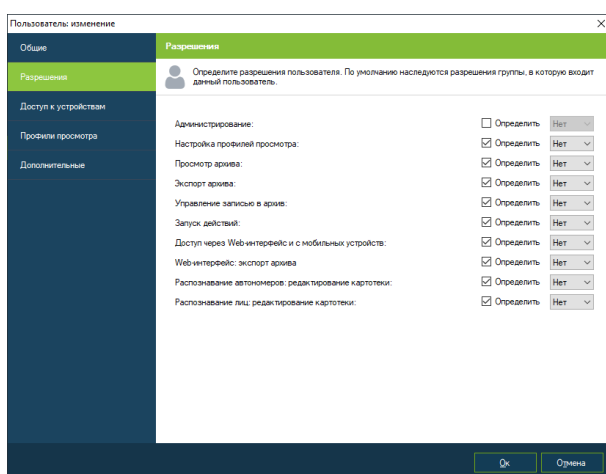 Пользователь: изменение
Общие
Разрешения
Доступ к устройствам
Профили просмотра
Дополнительные
Разрешения
Определите разрешения пользователя. По умолчанию наследуются разрешения группы, в которую входит
данный пользователь.
Администрирование: Определить Нет
Настройка профилей просмотра: Определить Нет
Просмотр архива: Определить Нет
Экспорт архива: Определить Нет
Управление записью в архив: Определить Нет
Запуск действий: Определить Нет
Доступ через Web-интерфейс и с мобильных устройств: Определить Нет
Web-интерфейс: экспорт архива Определить Нет
Распознавание автономеров: редактирование картотеки: Определить Нет
Распознавание лиц: редактирование картотеки: Определить Нет
Ок Отмена